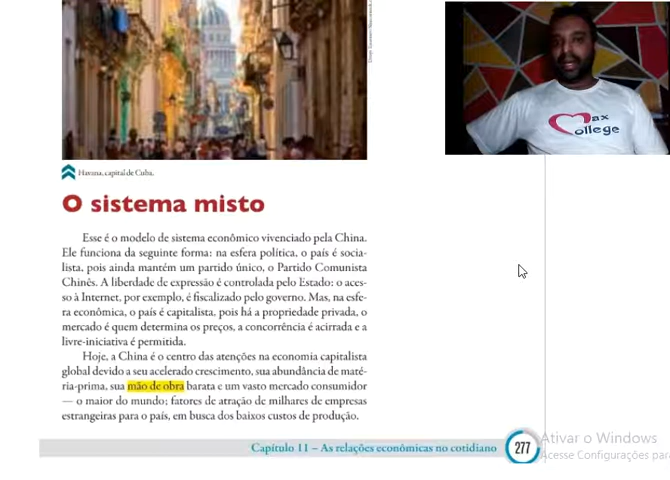 ax
ollege
Havana, capital de Cuba.
O sistema misto
Esse é o modelo de sistema econômico vivenciado pela China.
Ele funciona da seguinte forma: na esfera política, o país é socia-
lista, pois ainda mantém um partido único, o Partido Comunista
Chinês. A liberdade de expressão é controlada pelo Estado: o aces-
so à Internet, por exemplo, é fiscalizado pelo governo. Mas, na esfe-
ra econômica, o país é capitalista, pois há a propriedade privada, o
mercado é quem determina os preços, a concorrência é acirrada e a
livre-iniciativa é permitida.
Hoje, a China é o centro das atenções na economia capitalista
global devido a seu acelerado crescimento, sua abundância de maté-
ria-prima, sua mão de obra barata e um vasto mercado consumidor
— o maior do mundo; fatores de atração de milhares de empresas
estrangeiras para o país, em busca dos baixos custos de produção.
Capítulo 11 – As relações econômicas no cotidiano 277
Ativar o Windows
Acesse Configurações par